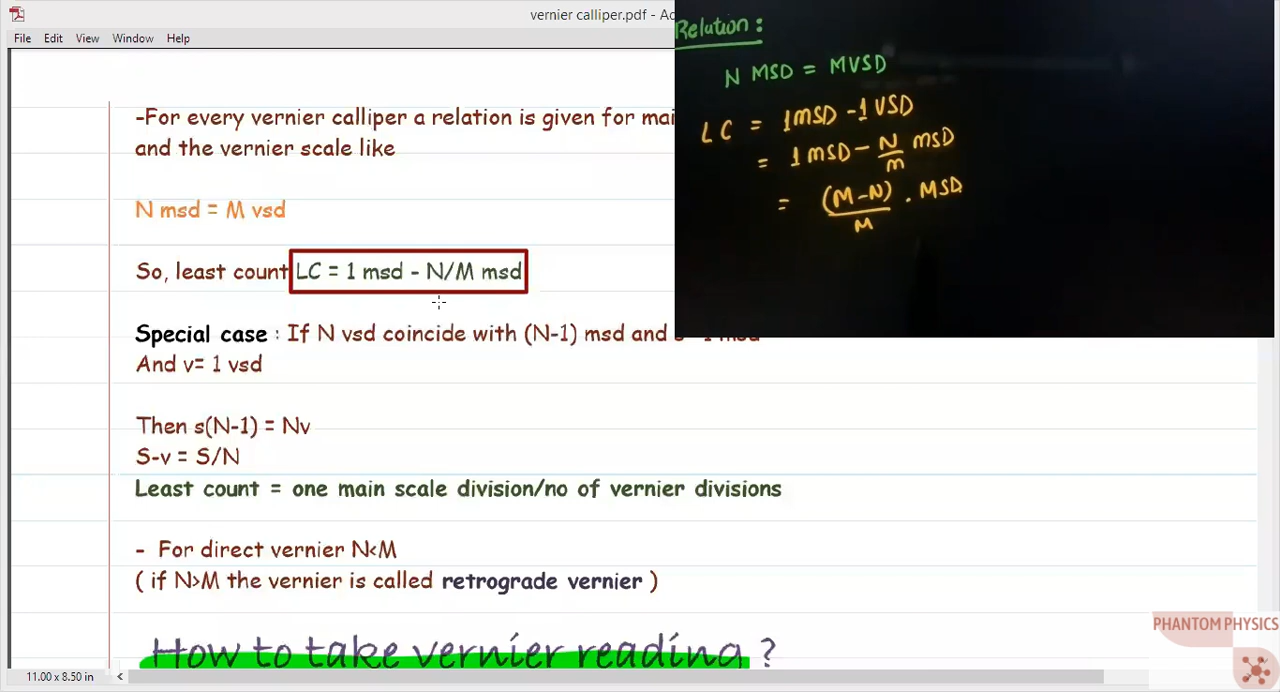 vernier calliper.pdf - Ac
File Edit View Window Help
-For every vernier calliper a relation is given for mai
and the vernier scale like
N msd = M vsd
So, least count LC = 1 msd - N/M msd
Special case : If N vsd coincide with (N-1) msd and
And v= 1 vsd
Then s(N-1) = Nv
S-v = S/N
Least count = one main scale division/no of vernier divisions
- For direct vernier N<M
( if N>M the vernier is called retrograde vernier )
How to take vernier reading ?
11.00 x 8.50 in
Relation :
N MSD = MVSD
LC = 1MSD - 1 VSD
= 1 MSD - N/m MSD
= (M-N)/M . MSD
PHANTOM PHYSICS